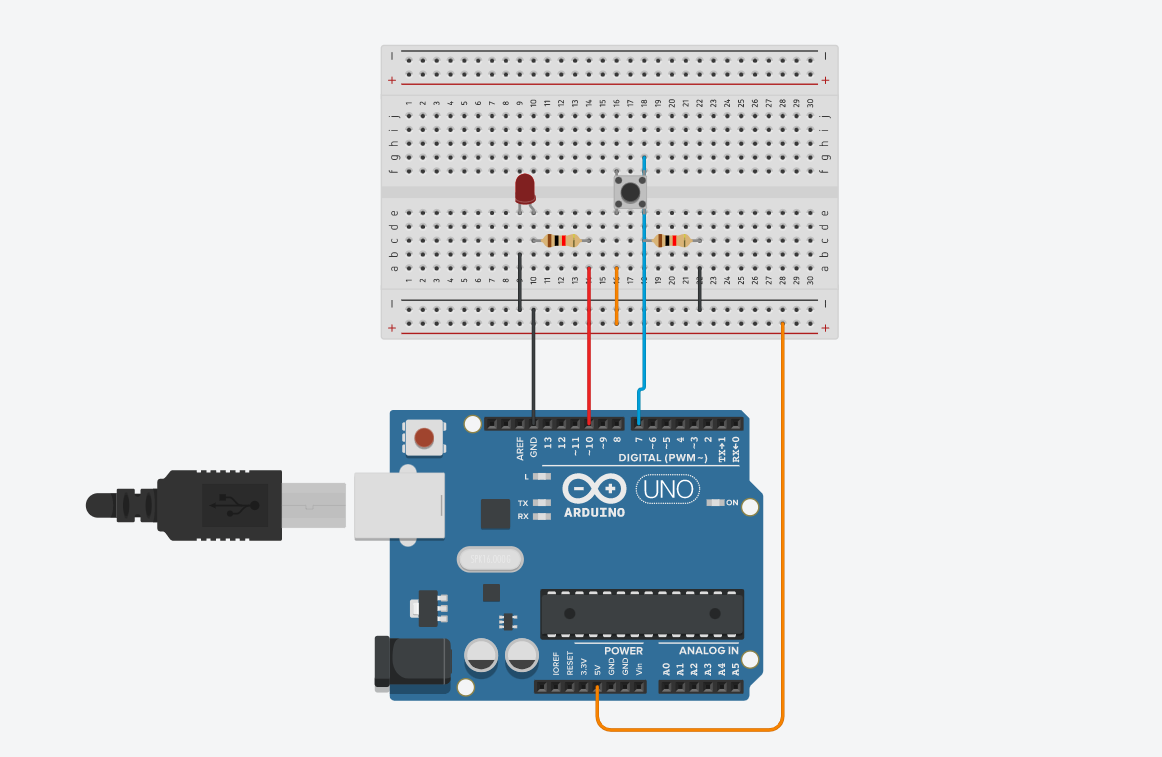 − −
+ +
1 2 3 4 5 6 7 8 9 10 11 12 13 14 15 16 17 18 19 20 21 22 23 24 25 26 27 28 29 30
j j
i i
h h
g g
f f
e e
d d
c c
b b
a a
1 2 3 4 5 6 7 8 9 10 11 12 13 15 17 19 20 21 23 24 25 26 27 28 29 30
− −
+ +
AREF GND 13 12 ~11 ~10 ~9 8 7 ~6 ~5 4 ~3 2 TX→1 RX←0
DIGITAL (PWM~)
L
TX
RX
ARDUINO
UNO
ON
POWER
ANALOG IN
IOREF RESET 3.3V 5V GND GND Vin A0 A1 A2 A3 A4 A5